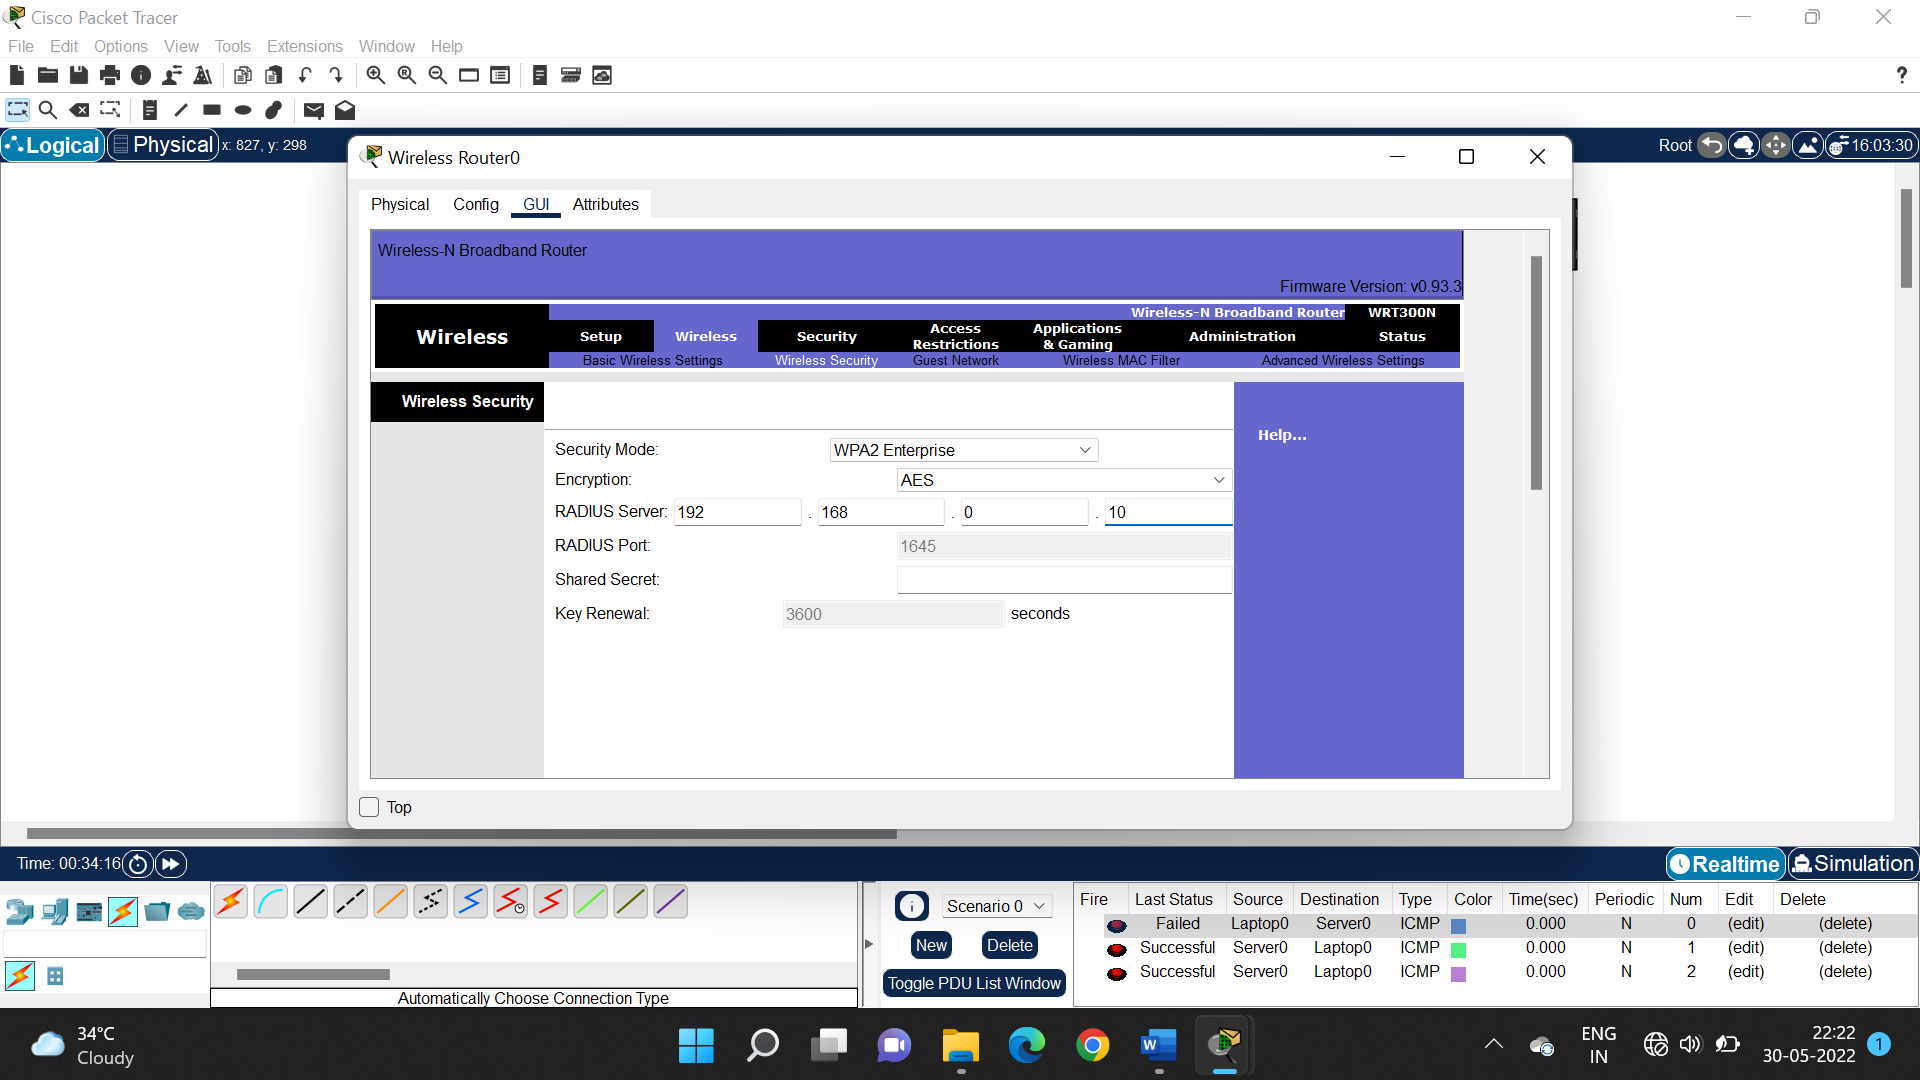 Cisco Packet Tracer
File Edit Options View Tools Extensions Window Help
?
Logical Physical x: 827, y: 298
Root 16:03:30
Wireless Router0
Physical Config GUI Attributes
Wireless-N Broadband Router
Firmware Version: v0.93.3
Wireless-N Broadband Router WRT300N
Wireless
Setup Wireless Security Access Restrictions Applications & Gaming Administration Status
Basic Wireless Settings Wireless Security Guest Network Wireless MAC Filter Advanced Wireless Settings
Wireless Security
Help...
Security Mode: WPA2 Enterprise
Encryption: AES
RADIUS Server: 192 . 168 . 0 . 10
RADIUS Port: 1645
Shared Secret:
Key Renewal: 3600 seconds
Top
Time: 00:34:16
Realtime Simulation
Automatically Choose Connection Type
Scenario 0
New Delete
Toggle PDU List Window
Fire Last Status Source Destination Type Color Time(sec) Periodic Num Edit Delete
Failed Laptop0 Server0 ICMP 0.000 N 0 (edit) (delete)
Successful Server0 Laptop0 ICMP 0.000 N 1 (edit) (delete)
Successful Server0 Laptop0 ICMP 0.000 N 2 (edit) (delete)
34°C
Cloudy
W
ENG
IN
22:22
30-05-2022
1